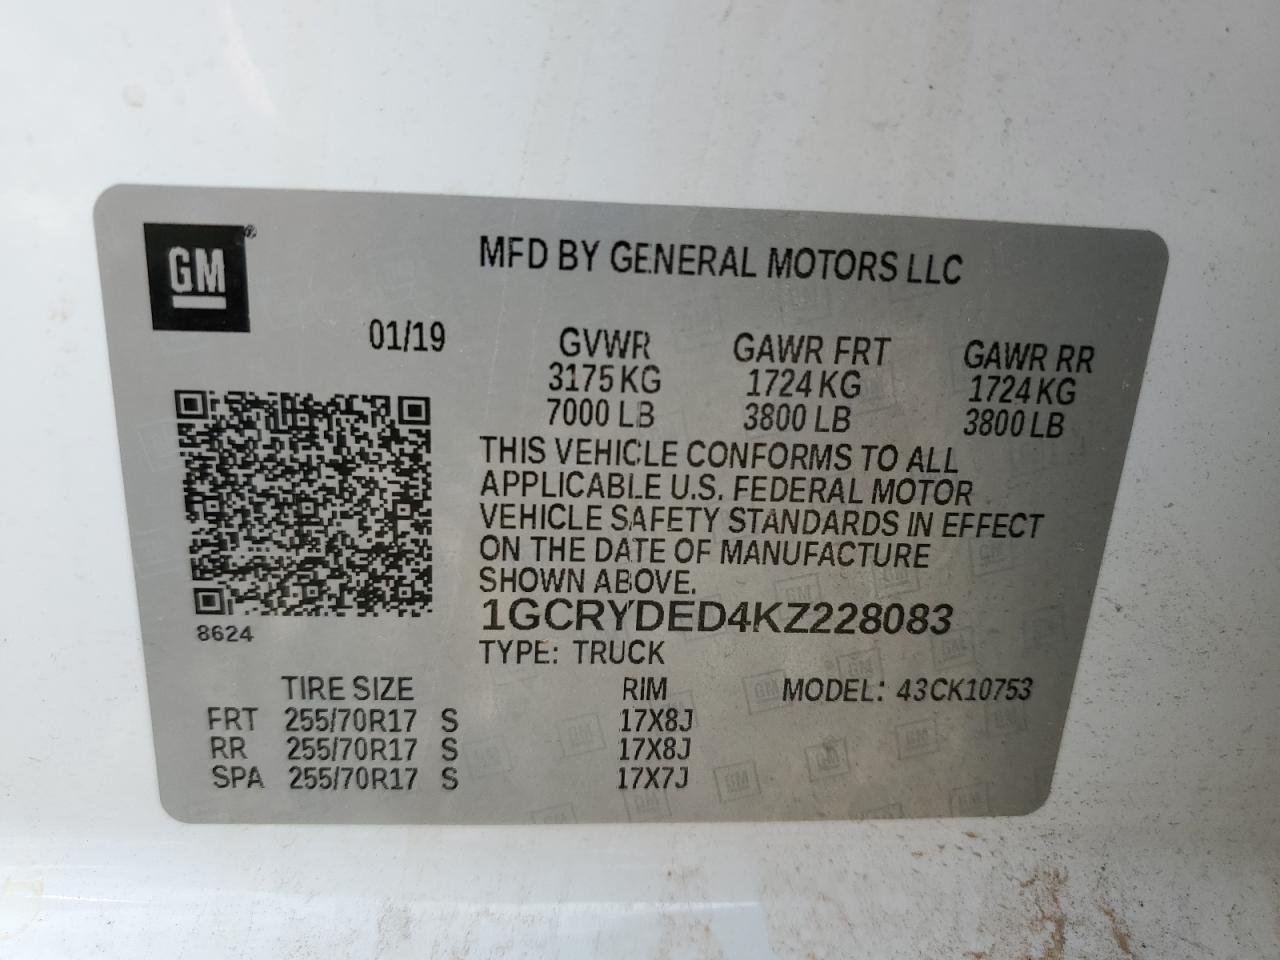 GM®
MFD BY GENERAL MOTORS LLC
01/19
GVWR GAWR FRT GAWR RR
3175 KG 1724 KG 1724 KG
7000 LB 3800 LB 3800 LB
THIS VEHICLE CONFORMS TO ALL
APPLICABLE U.S. FEDERAL MOTOR
VEHICLE SAFETY STANDARDS IN EFFECT
ON THE DATE OF MANUFACTURE
SHOWN ABOVE.
1GCRYDED4KZ228083
8624
TYPE: TRUCK
TIRE SIZE RIM MODEL: 43CK10753
FRT 255/70R17 S 17X8J
RR 255/70R17 S 17X8J
SPA 255/70R17 S 17X7J